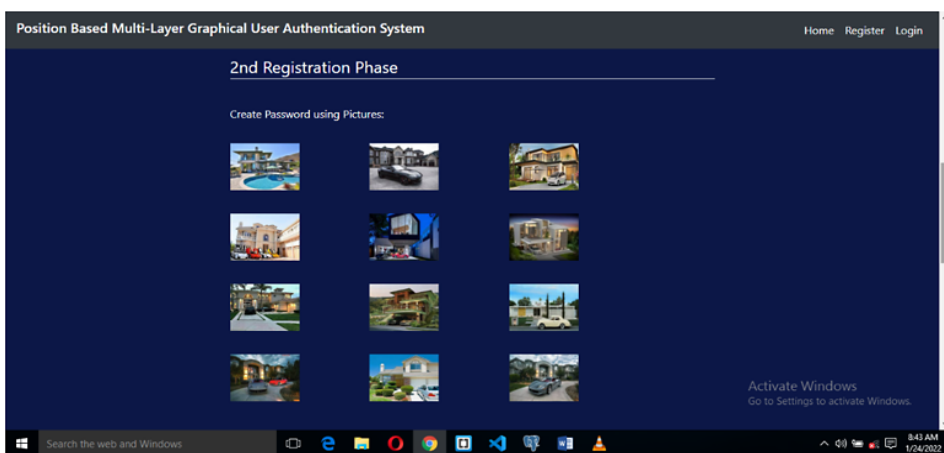 Position Based Multi-Layer Graphical User Authentication System
Home Register Login
2nd Registration Phase
Create Password using Pictures:
Activate Windows
Go to Settings to activate Windows.
Search the web and Windows
8:43 AM
1/24/2022